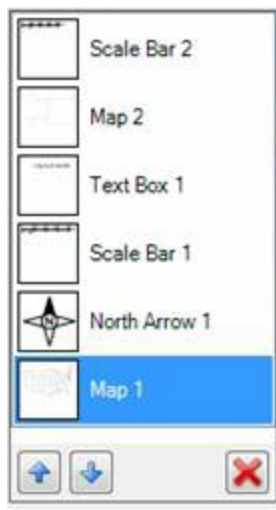 Scale Bar 2
Map 2
Text Box 1
Scale Bar 1
North Arrow 1
Map 1